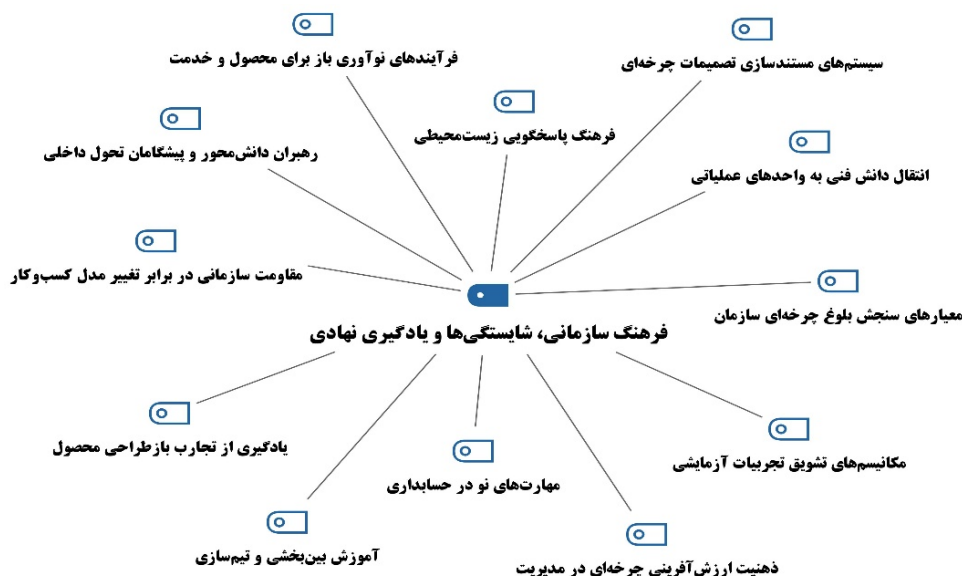 فرآیندهای نوآوری باز برای محصول و خدمت
سیستم‌های مستندسازی تصمیمات چرخه‌ای
فرهنگ پاسخگویی زیست‌محیطی
رهبران دانش‌محور و پیشگامان تحول داخلی
انتقال دانش فنی به واحدهای عملیاتی
مقاومت سازمانی در برابر تغییر مدل کسب‌وکار
معیارهای سنجش بلوغ چرخه‌ای سازمان
فرهنگ سازمانی، شایستگی‌ها و یادگیری نهادی
یادگیری از تجارب بازطراحی محصول
مکانیسم‌های تشویق تجربیات آزمایشی
مهارت‌های نو در حسابداری
آموزش بین‌بخشی و تیم‌سازی
ذهنیت ارزش‌آفرینی چرخه‌ای در مدیریت